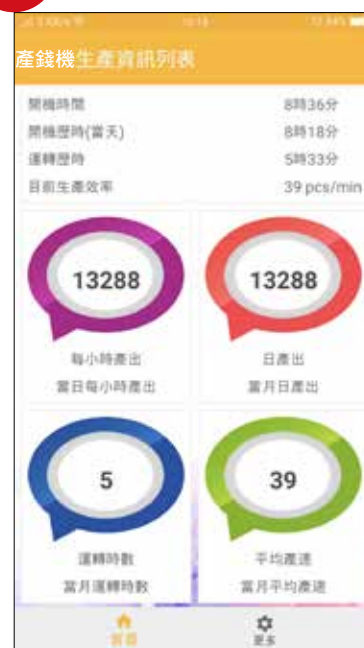 產錢機生產資訊列表
開機時間 8時36分
開機歷時(當天) 8時18分
運轉歷時 5時33分
目前生產效率 39 pcs/min
13288 13288
每小時產出 日產出
當日每小時產出 當月日產出
5 39
運轉時數 平均產速
當月運轉時數 當月平均產速
首頁 更多